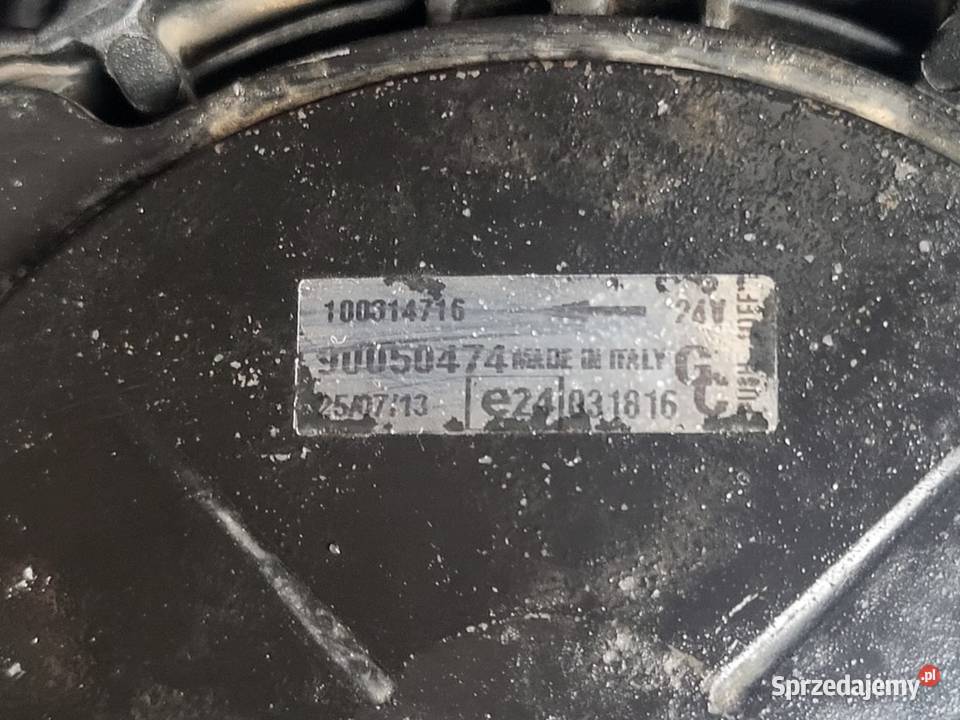 100314716 24V
90050474 MADE IN ITALY
25/07/13 e24 031816
Sprzedajemy.pl